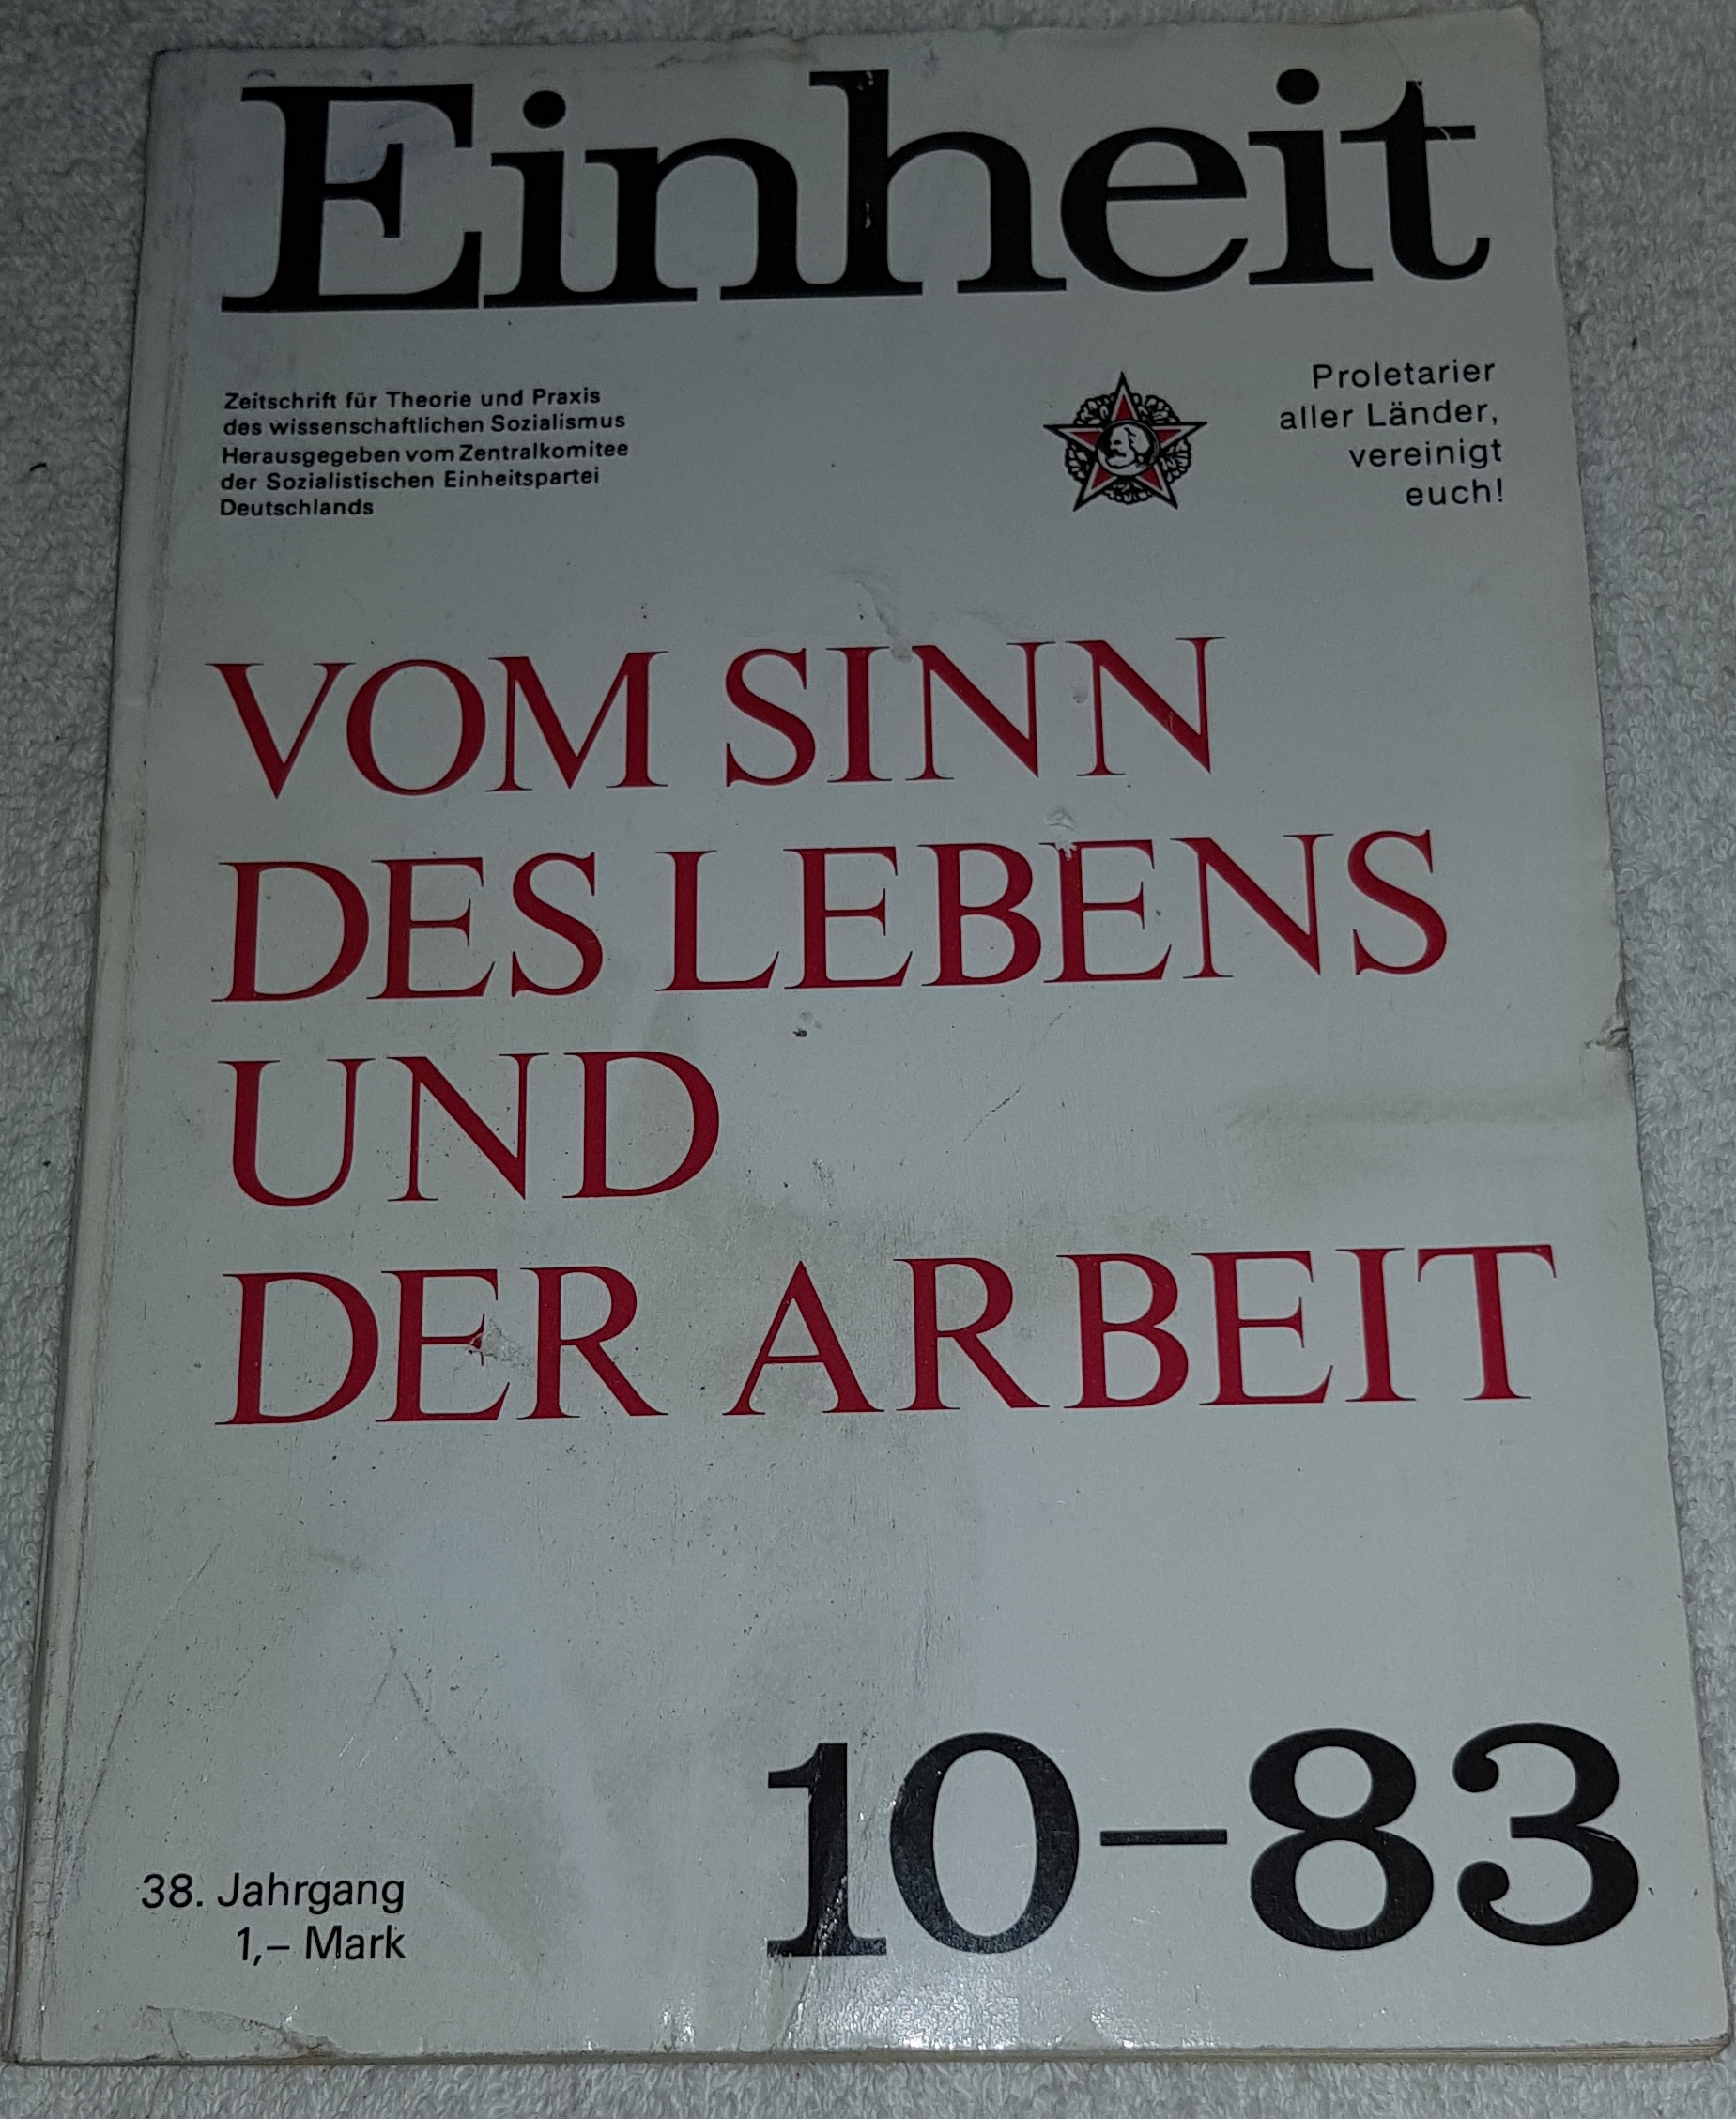 Einheit
Zeitschrift für Theorie und Praxis
des wissenschaftlichen Sozialismus
Herausgegeben vom Zentralkomitee
der Sozialistischen Einheitspartei
Deutschlands
Proletarier
aller Länder,
vereinigt
euch!
VOM SINN
DES LEBENS
UND
DER ARBEIT
38. Jahrgang
1,– Mark
10–83